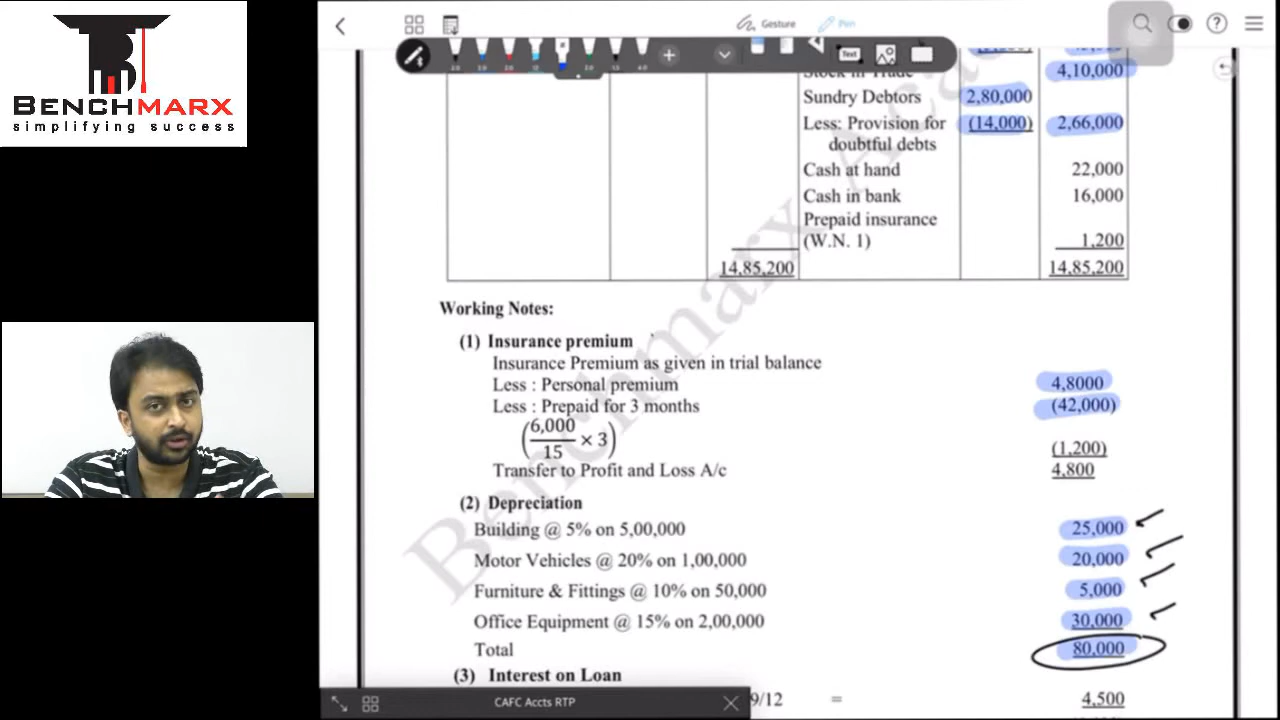 BENCHMARX
simplifying success
Gesture
Pen
Text
Stock in Trade 4,10,000
Sundry Debtors 2,80,000
Less: Provision for (14,000) 2,66,000
doubtful debts
Cash at hand 22,000
Cash in bank 16,000
Prepaid insurance
(W.N. 1) 1,200
14,85,200 14,85,200
Working Notes:
(1) Insurance premium
Insurance Premium as given in trial balance
Less : Personal premium 4,8000
Less : Prepaid for 3 months (42,000)
(6,000/15 × 3) (1,200)
Transfer to Profit and Loss A/c 4,800
(2) Depreciation
Building @ 5% on 5,00,000 25,000
Motor Vehicles @ 20% on 1,00,000 20,000
Furniture & Fittings @ 10% on 50,000 5,000
Office Equipment @ 15% on 2,00,000 30,000
Total 80,000
(3) Interest on Loan
9/12 = 4,500
CAFC Accts RTP
Benchmarx Aca